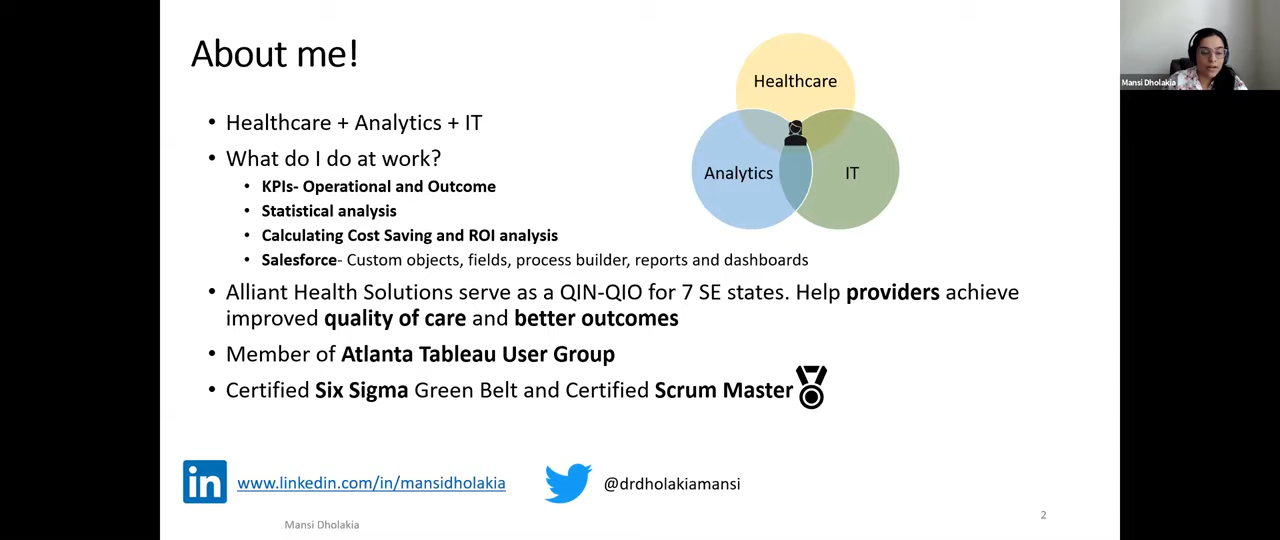 About me!
Healthcare
Analytics
IT
• Healthcare + Analytics + IT
• What do I do at work?
• KPIs- Operational and Outcome
• Statistical analysis
• Calculating Cost Saving and ROI analysis
• Salesforce- Custom objects, fields, process builder, reports and dashboards
• Alliant Health Solutions serve as a QIN-QIO for 7 SE states. Help providers achieve
improved quality of care and better outcomes
• Member of Atlanta Tableau User Group
• Certified Six Sigma Green Belt and Certified Scrum Master
in www.linkedin.com/in/mansidholakia
@drdholakiamansi
Mansi Dholakia
2
Mansi Dholakia